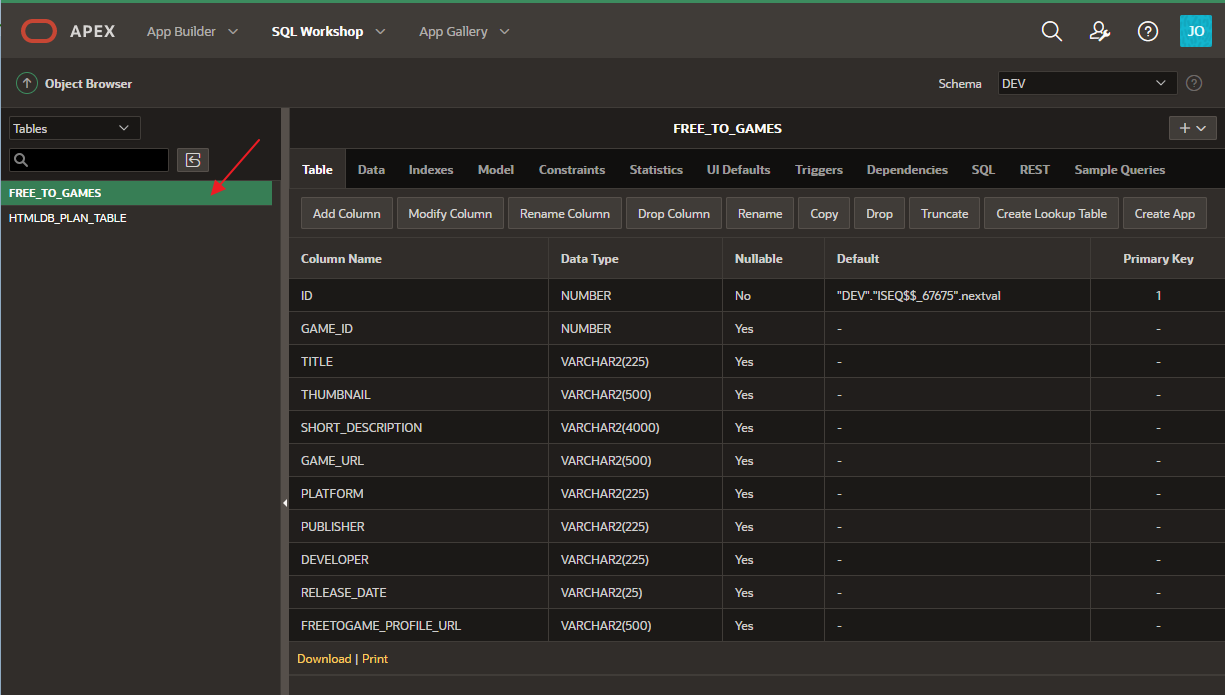 APEX App Builder SQL Workshop App Gallery JO
Object Browser Schema DEV
Tables
FREE_TO_GAMES
HTMLDB_PLAN_TABLE
FREE_TO_GAMES
Table Data Indexes Model Constraints Statistics UI Defaults Triggers Dependencies SQL REST Sample Queries
Add Column Modify Column Rename Column Drop Column Rename Copy Drop Truncate Create Lookup Table Create App
Column Name Data Type Nullable Default Primary Key
ID NUMBER No "DEV"."ISEQ$$_67675".nextval 1
GAME_ID NUMBER Yes - -
TITLE VARCHAR2(225) Yes - -
THUMBNAIL VARCHAR2(500) Yes - -
SHORT_DESCRIPTION VARCHAR2(4000) Yes - -
GAME_URL VARCHAR2(500) Yes - -
PLATFORM VARCHAR2(225) Yes - -
PUBLISHER VARCHAR2(225) Yes - -
DEVELOPER VARCHAR2(225) Yes - -
RELEASE_DATE VARCHAR2(25) Yes - -
FREETOGAME_PROFILE_URL VARCHAR2(500) Yes - -
Download | Print